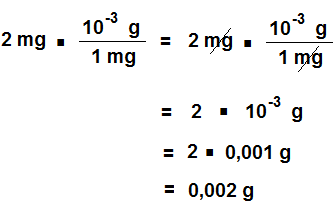 2 mg ▪ 10⁻³ g / 1 mg = 2 mg ▪ 10⁻³ g / 1 mg
= 2 ▪ 10⁻³ g
= 2 ▪ 0,001 g
= 0,002 g